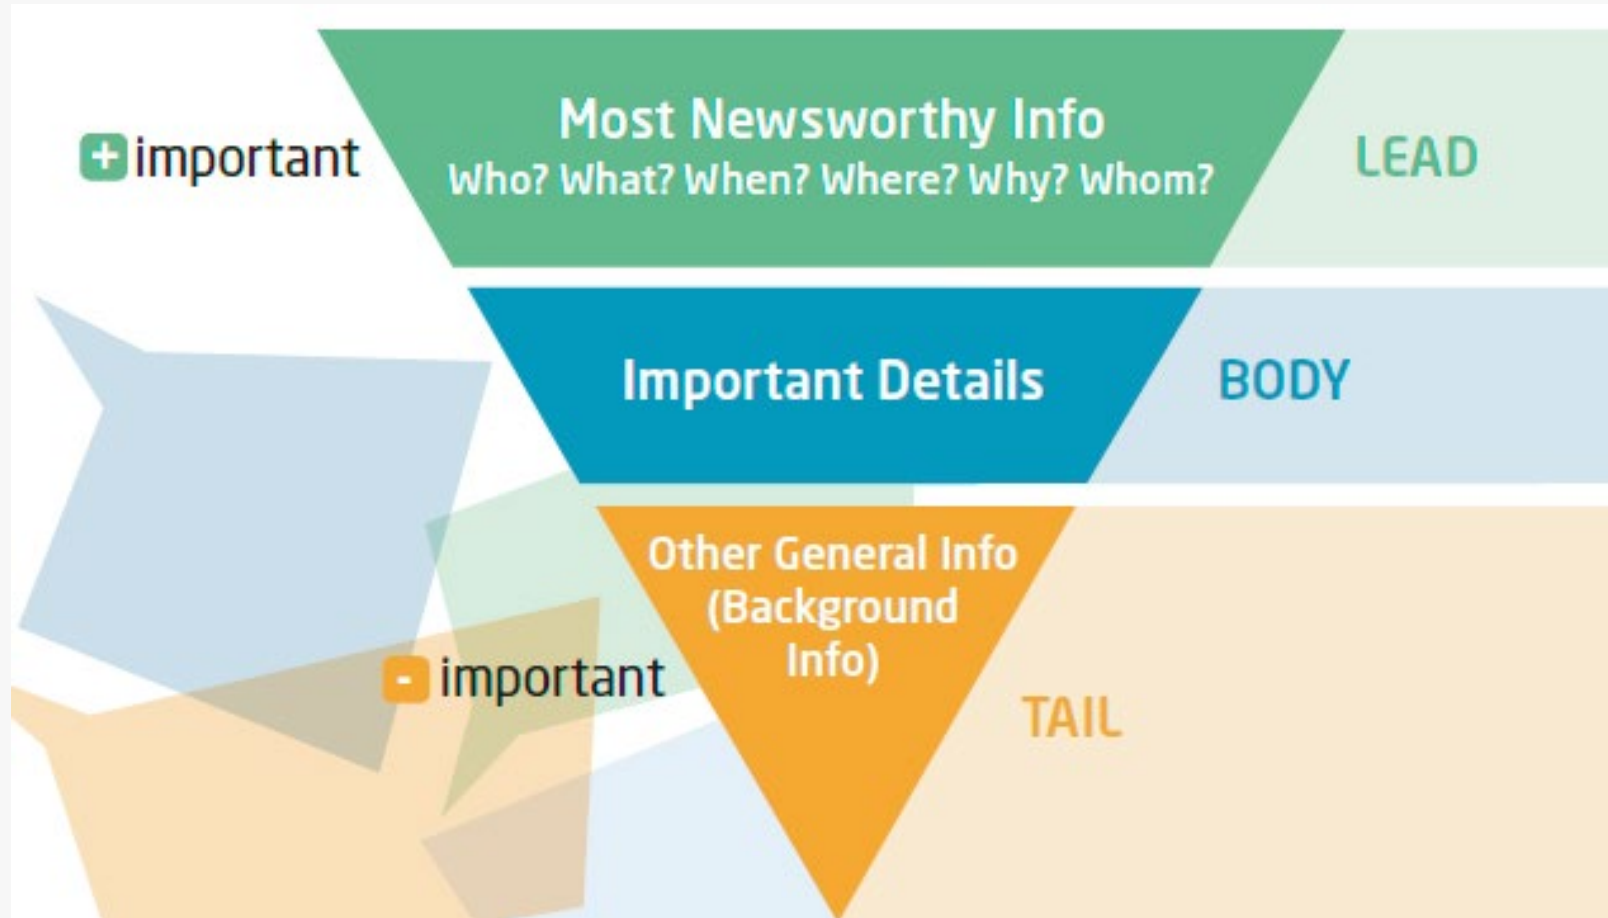 Most Newsworthy Info
Who? What? When? Where? Why? Whom?
+ important
LEAD
Important Details
BODY
Other General Info
(Background
Info)
- important
TAIL